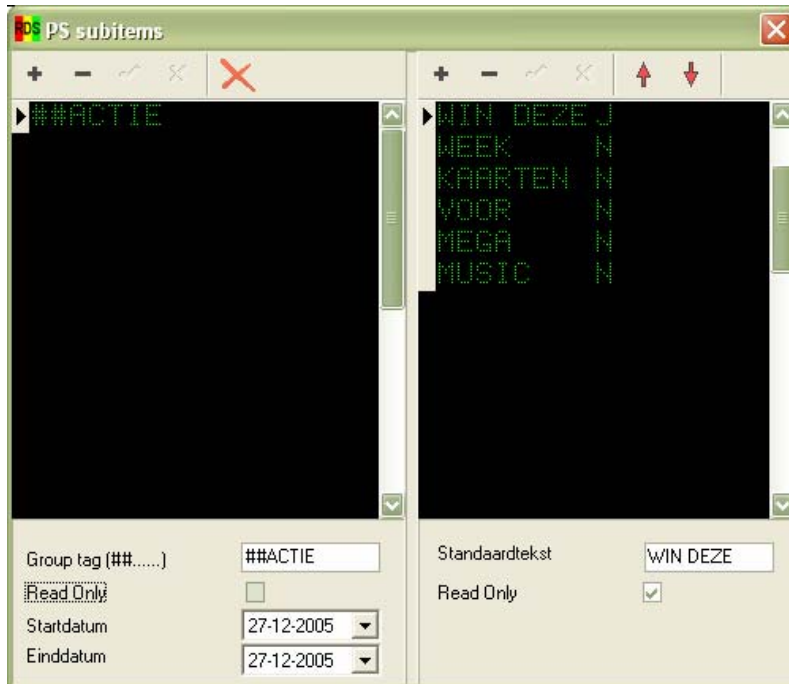 RDS PS subitems
##ACTIE
WIN DEZE J
WEEK N
KAARTEN N
VOOR N
MEGA N
MUSIC N
Group tag (##......) ##ACTIE
Read Only
Startdatum 27-12-2005
Einddatum 27-12-2005
Standaardtekst WIN DEZE
Read Only